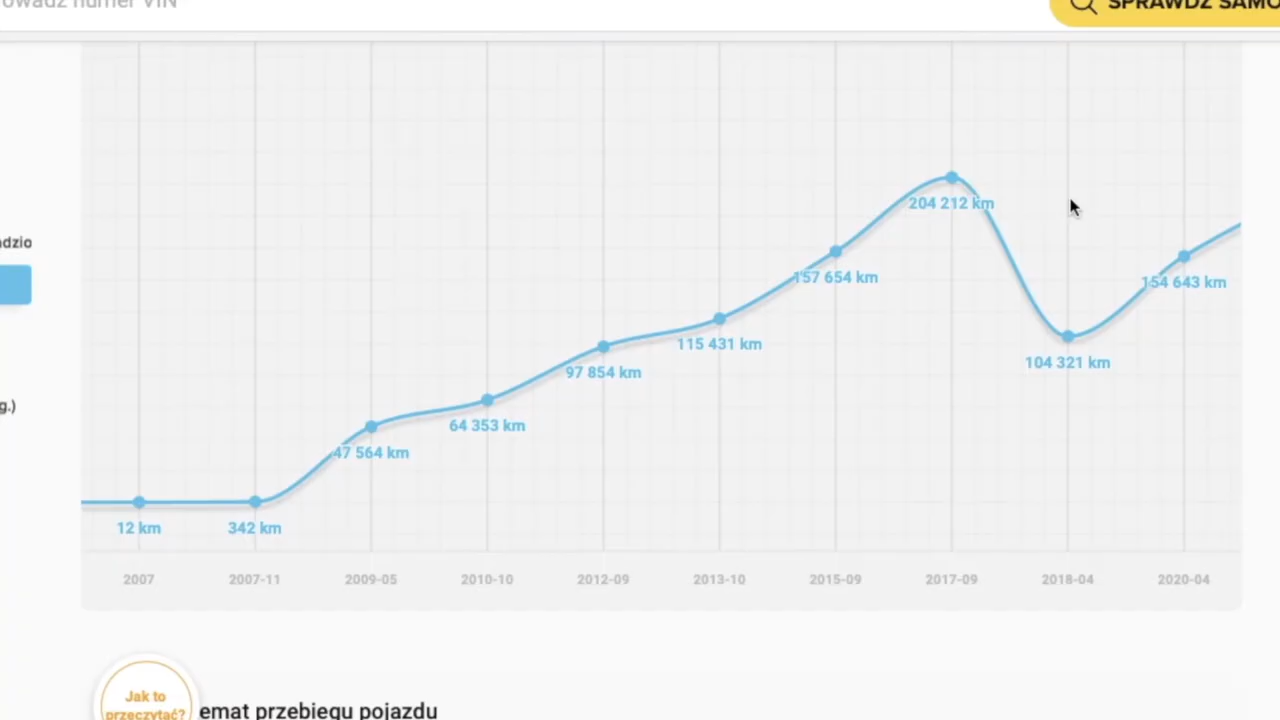 numer VIN
SPRAWDŹ SAMO
204 212 km
157 654 km
154 643 km
115 431 km
104 321 km
97 854 km
64 353 km
47 564 km
12 km
342 km
2007
2007-11
2009-05
2010-10
2012-09
2013-10
2015-09
2017-09
2018-04
2020-04
g.)
Jak to
przeczytać?
emat przebiegu pojazdu